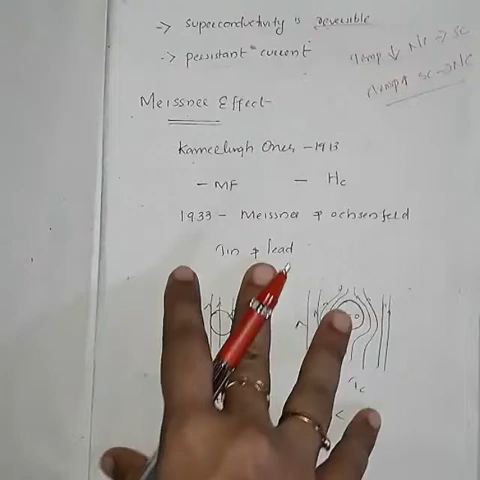 -> superconductivity is reversible
-> persistant current
Temp ↓ NC -> SC
Temp ↑ SC -> NC
Meissner Effect-
Kamerlingh Ones - 1913
- MF - Hc
1933 - Meissner & ochsenfeld
Tin & lead
Tc
<